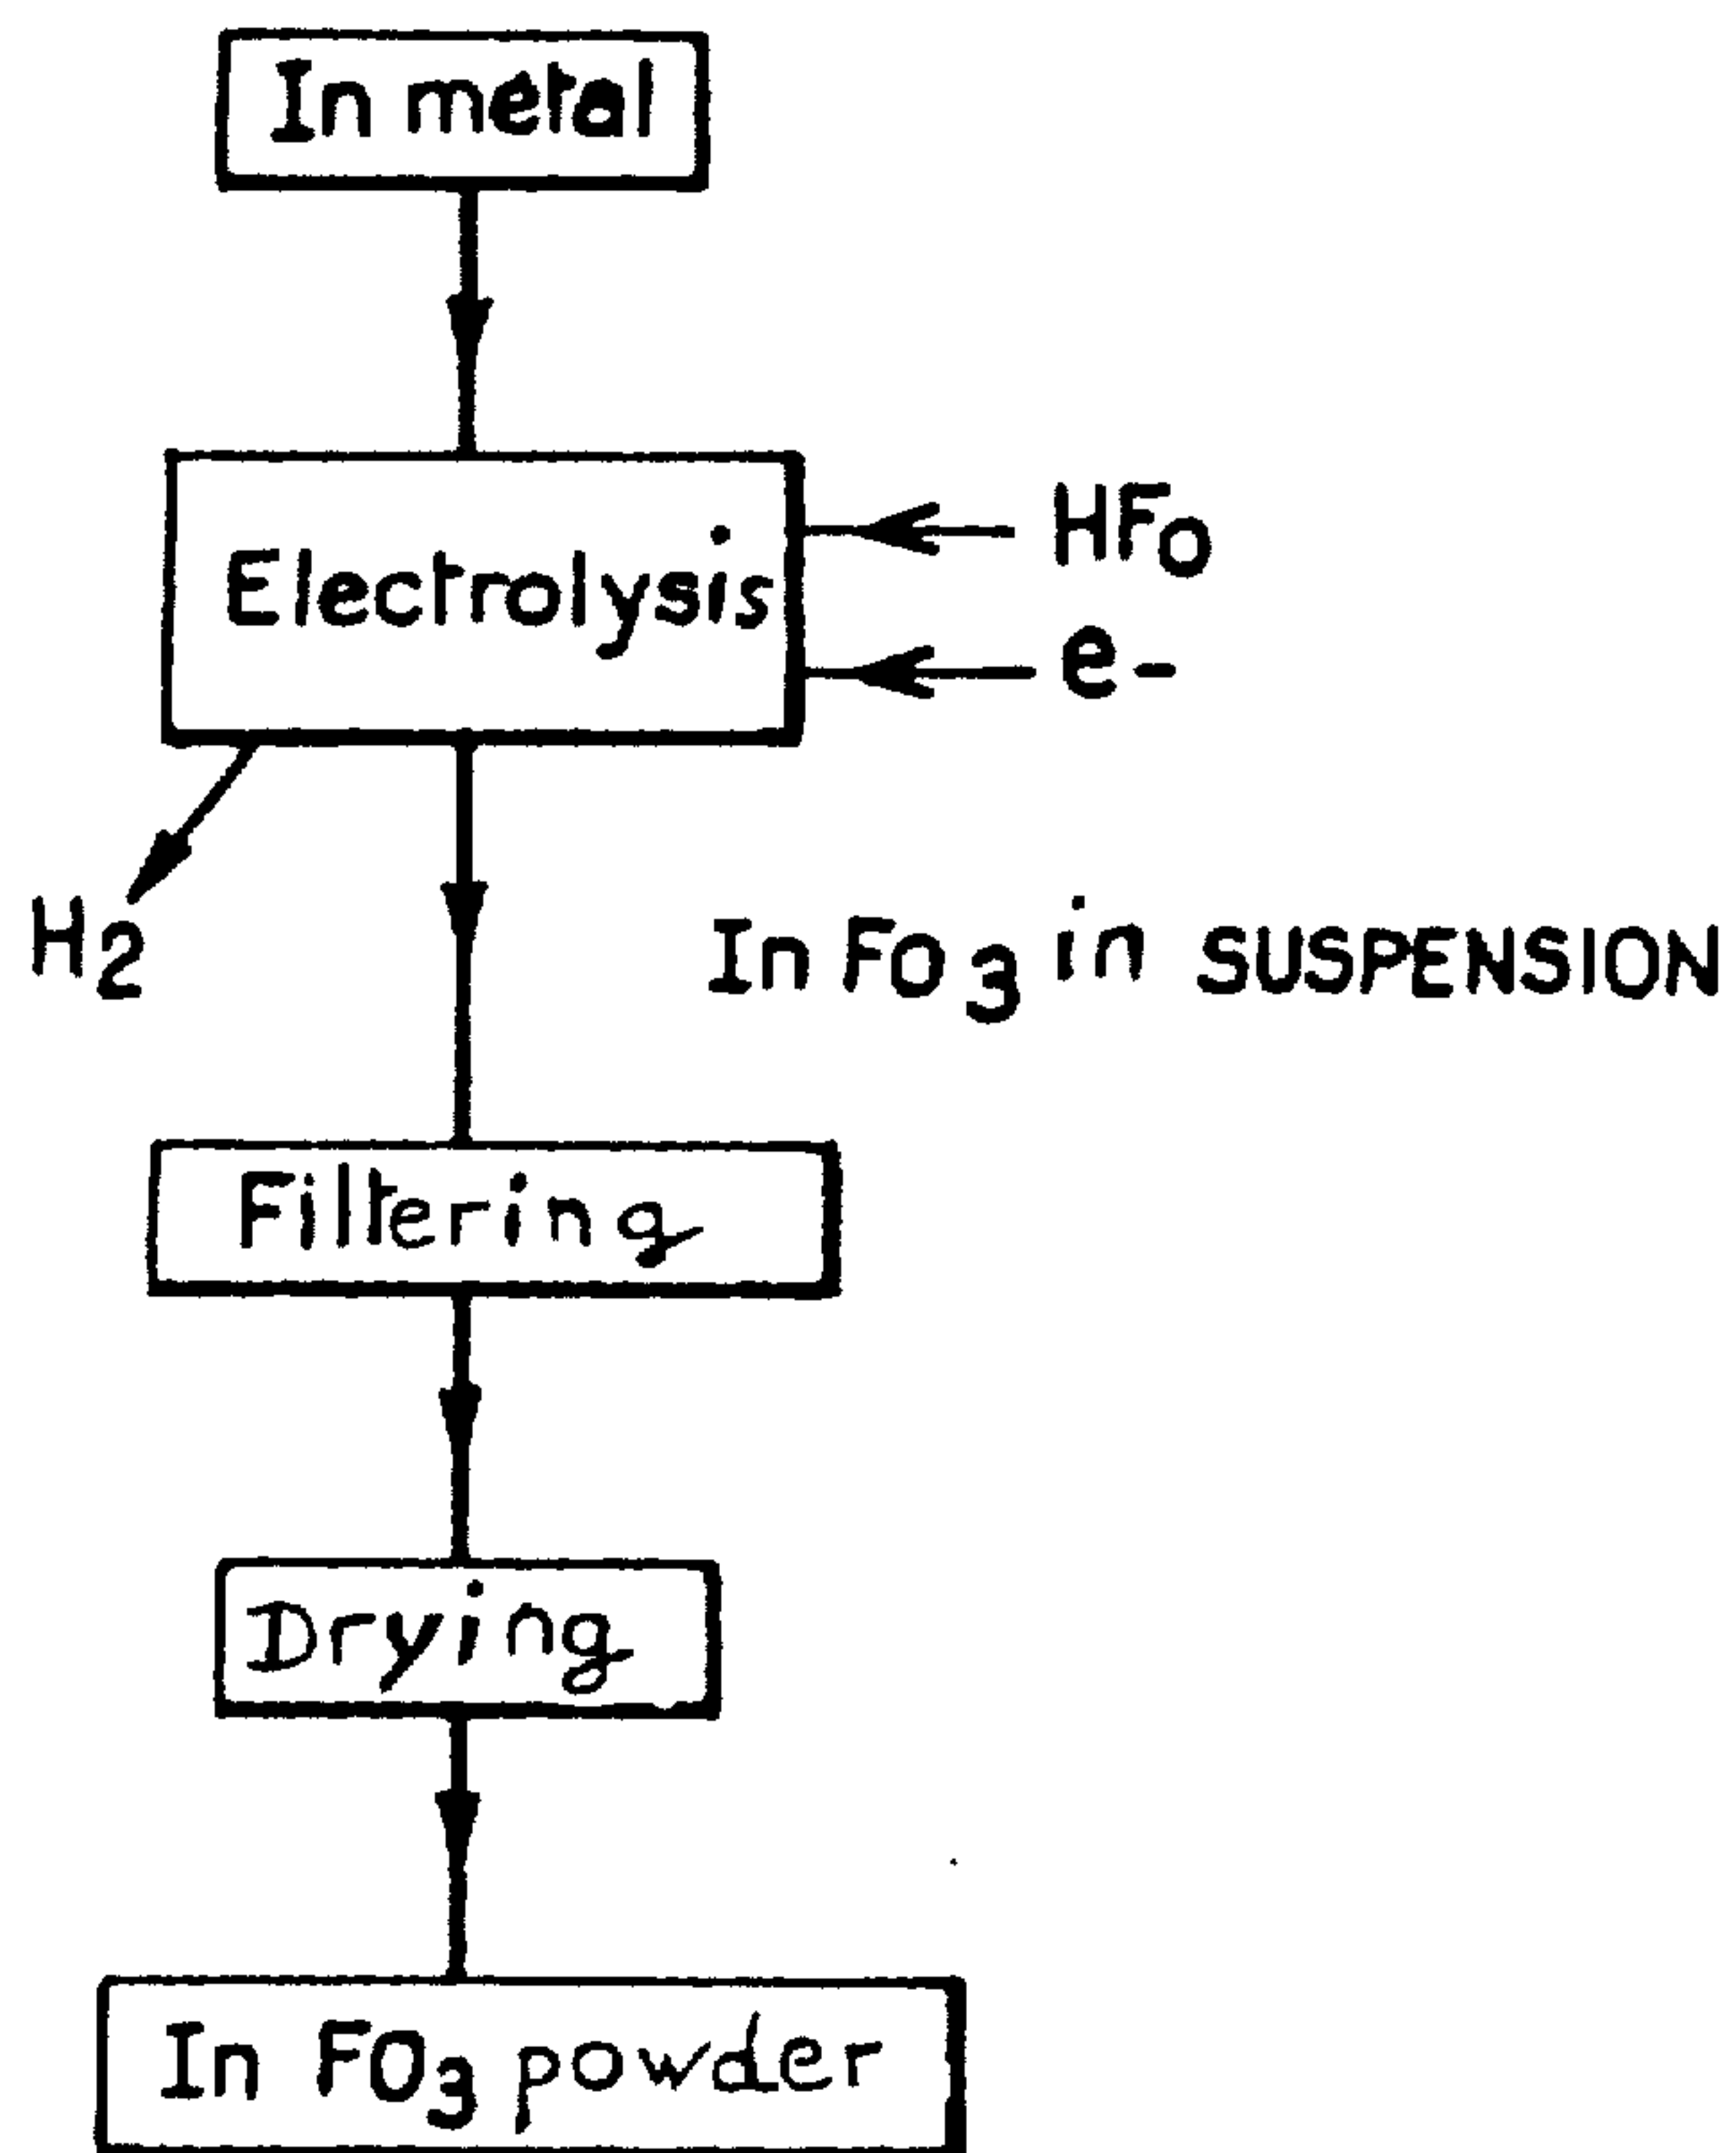 In metal
HFo
Electrolysis
e-
H2
In Fo3 in SUSPENSION
Filtering
Drying
In FO3 powder